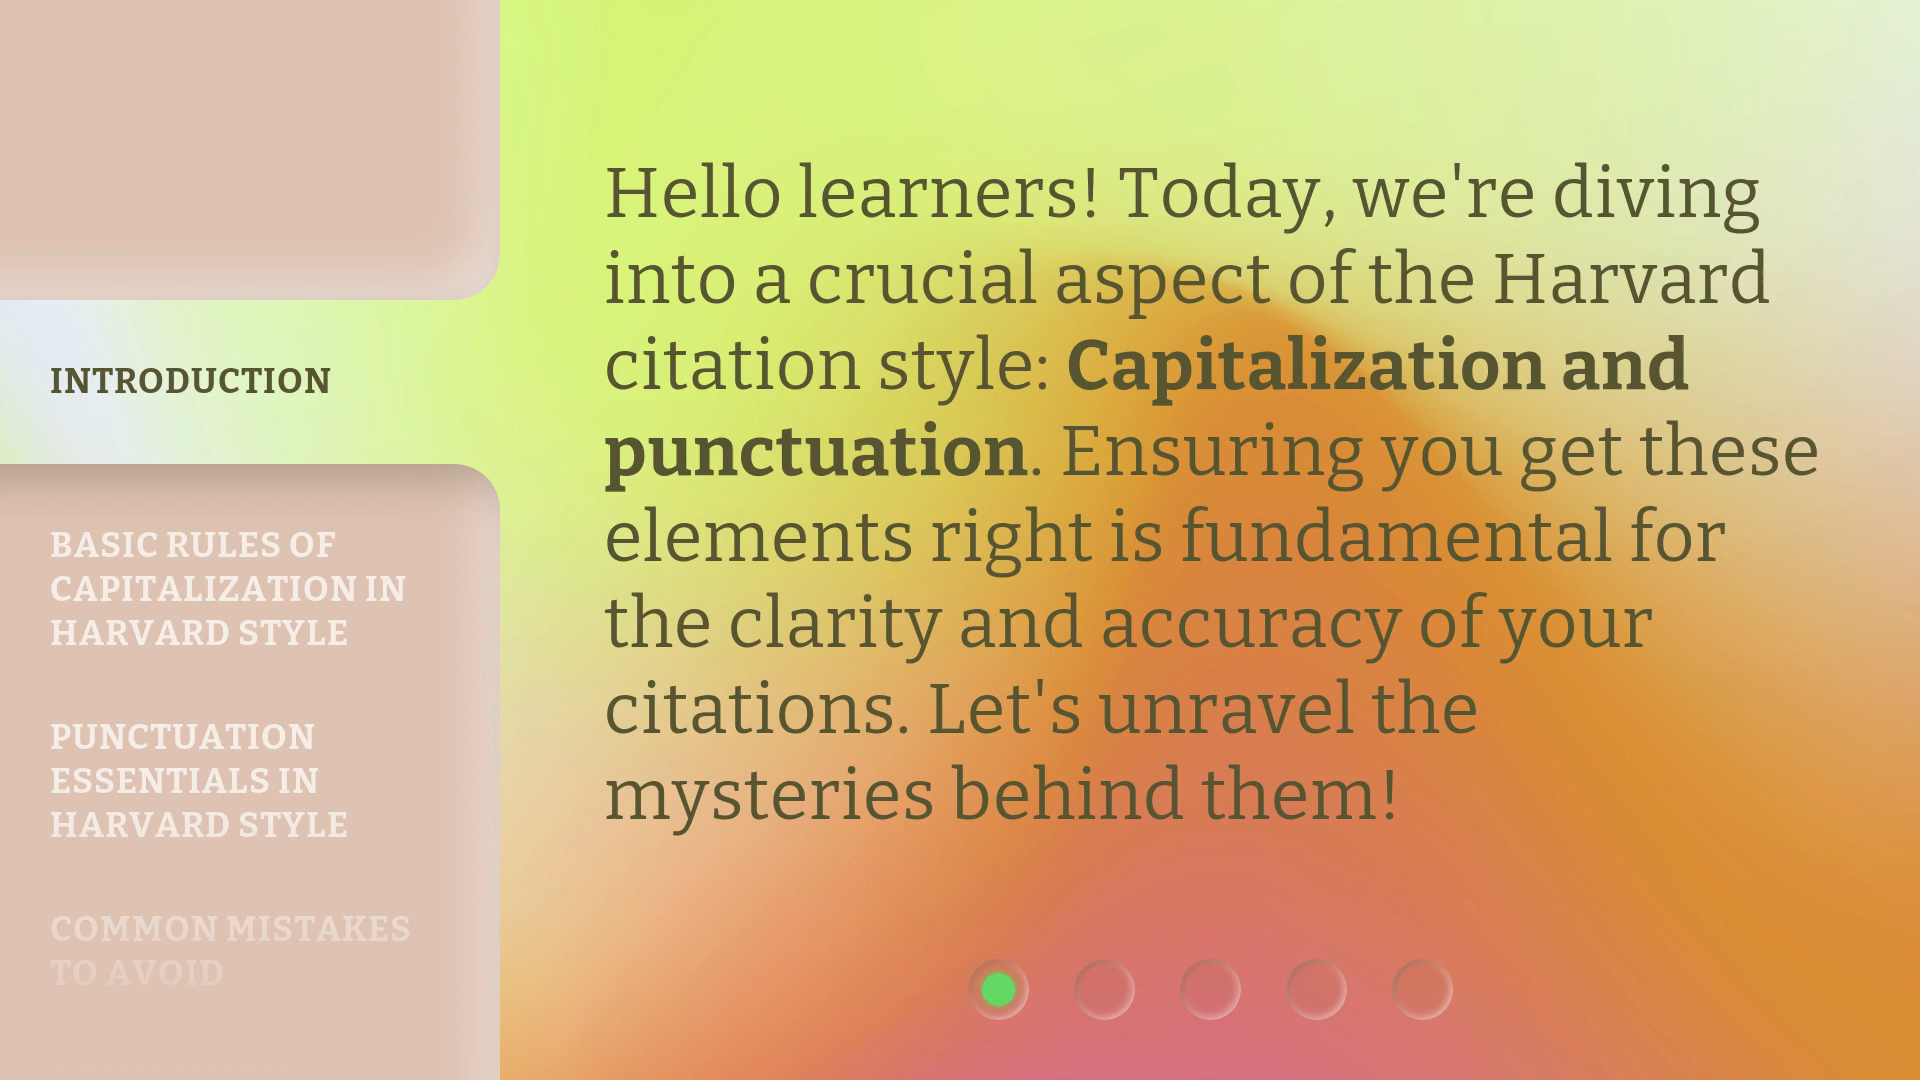 INTRODUCTION
BASIC RULES OF
CAPITALIZATION IN
HARVARD STYLE
PUNCTUATION
ESSENTIALS IN
HARVARD STYLE
COMMON MISTAKES
TO AVOID
Hello learners! Today, we're diving
into a crucial aspect of the Harvard
citation style: Capitalization and
punctuation. Ensuring you get these
elements right is fundamental for
the clarity and accuracy of your
citations. Let's unravel the
mysteries behind them!